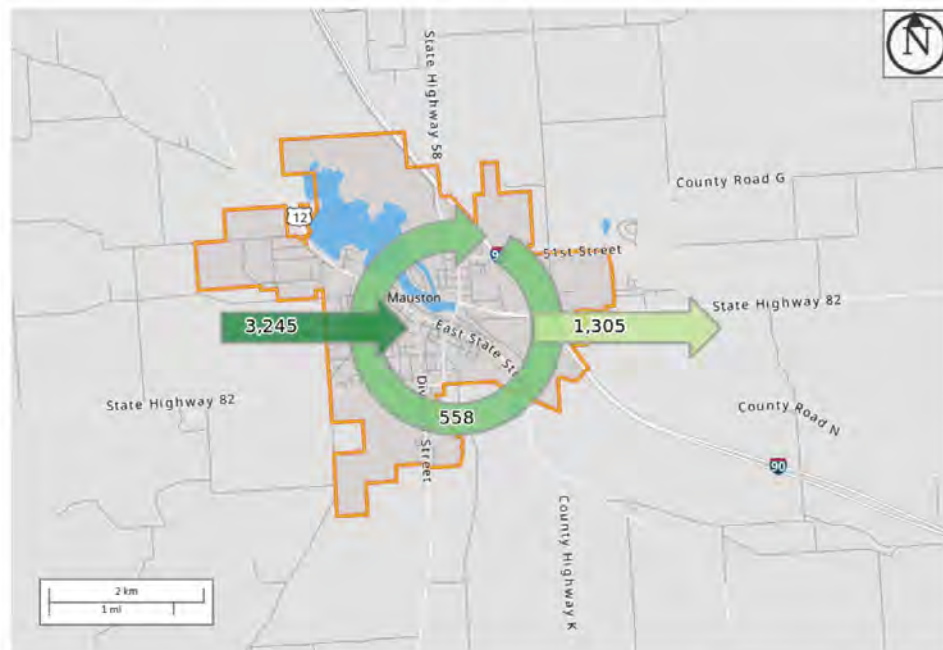 N
State Highway 58
County Road G
12
51st Street
State Highway 82
Mauston
3,245
1,305
East State Str
State Highway 82
County Road N
558
Street
90
County Highway K
2 km
1 mi